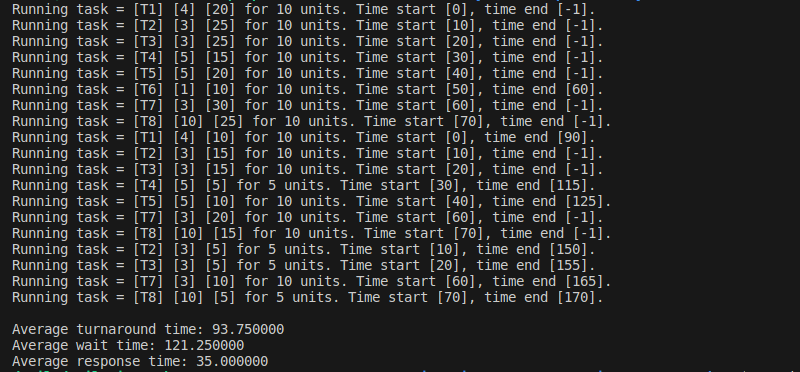 Running task = [T1] [4] [20] for 10 units. Time start [0], time end [-1].
Running task = [T2] [3] [25] for 10 units. Time start [10], time end [-1].
Running task = [T3] [3] [25] for 10 units. Time start [20], time end [-1].
Running task = [T4] [5] [15] for 10 units. Time start [30], time end [-1].
Running task = [T5] [5] [20] for 10 units. Time start [40], time end [-1].
Running task = [T6] [1] [10] for 10 units. Time start [50], time end [60].
Running task = [T7] [3] [30] for 10 units. Time start [60], time end [-1].
Running task = [T8] [10] [25] for 10 units. Time start [70], time end [-1].
Running task = [T1] [4] [10] for 10 units. Time start [0], time end [90].
Running task = [T2] [3] [15] for 10 units. Time start [10], time end [-1].
Running task = [T3] [3] [15] for 10 units. Time start [20], time end [-1].
Running task = [T4] [5] [5] for 5 units. Time start [30], time end [115].
Running task = [T5] [5] [10] for 10 units. Time start [40], time end [125].
Running task = [T7] [3] [20] for 10 units. Time start [60], time end [-1].
Running task = [T8] [10] [15] for 10 units. Time start [70], time end [-1].
Running task = [T2] [3] [5] for 5 units. Time start [10], time end [150].
Running task = [T3] [3] [5] for 5 units. Time start [20], time end [155].
Running task = [T7] [3] [10] for 10 units. Time start [60], time end [165].
Running task = [T8] [10] [5] for 5 units. Time start [70], time end [170].
Average turnaround time: 93.750000
Average wait time: 121.250000
Average response time: 35.000000